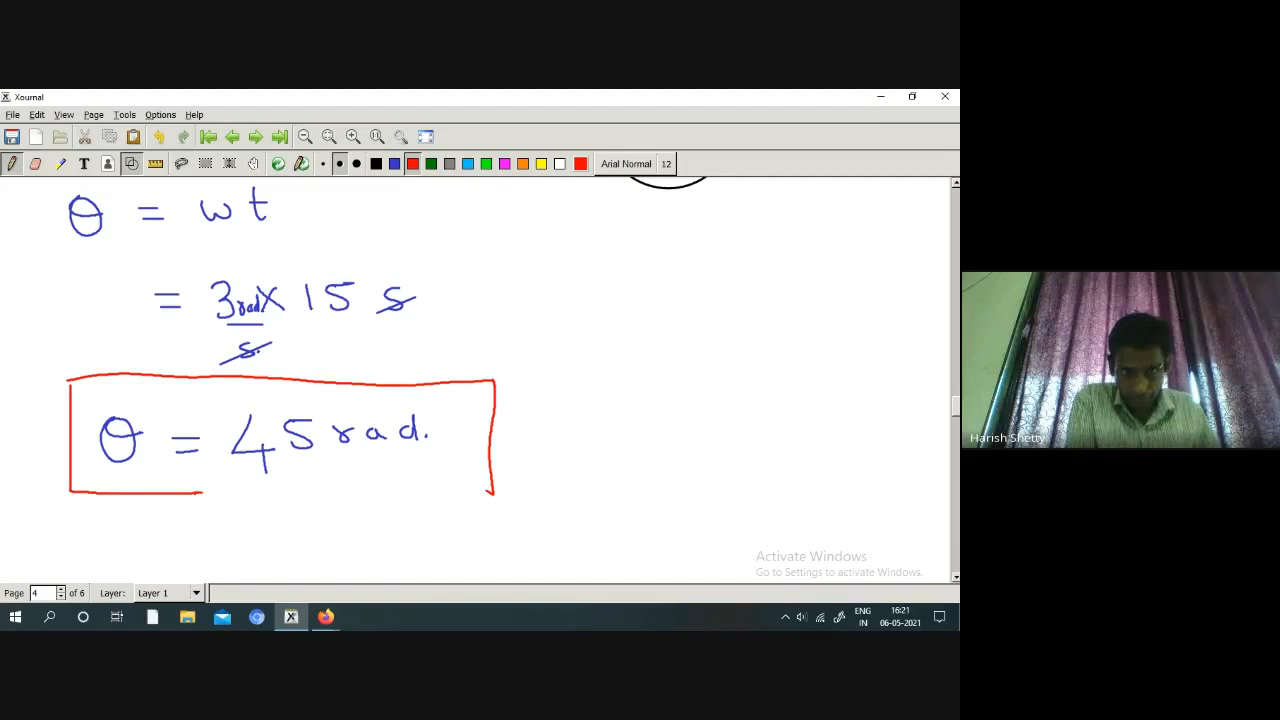 Xournal
File Edit View Page Tools Options Help
Arial Normal 12
θ = w t
= 3 rad/s × 15 s
θ = 45 rad.
Harish Shetty
Activate Windows
Go to Settings to activate Windows.
Page 4 of 6 Layer: Layer 1
ENG 16:21
IN 06-05-2021